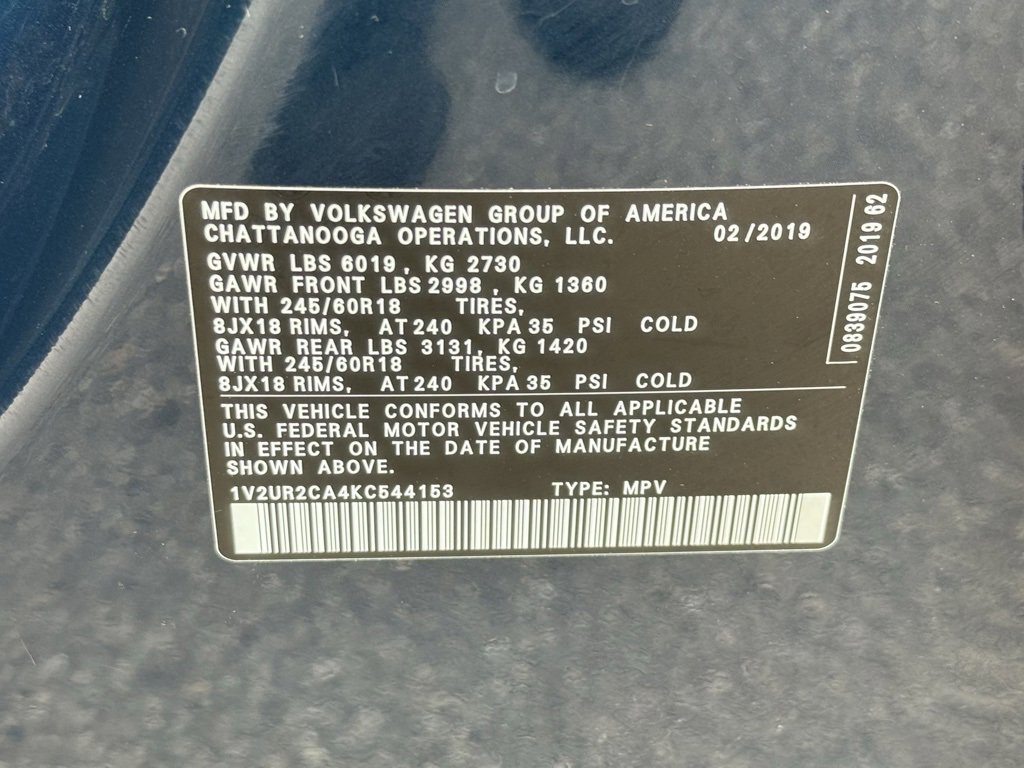 MFD BY VOLKSWAGEN GROUP OF AMERICA
CHATTANOOGA OPERATIONS, LLC. 02/2019
GVWR LBS 6019, KG 2730
GAWR FRONT LBS 2998, KG 1360
WITH 245/60R18 TIRES,
8JX18 RIMS, AT 240 KPA 35 PSI COLD
GAWR REAR LBS 3131, KG 1420
WITH 245/60R18 TIRES,
8JX18 RIMS, AT 240 KPA 35 PSI COLD
THIS VEHICLE CONFORMS TO ALL APPLICABLE
U.S. FEDERAL MOTOR VEHICLE SAFETY STANDARDS
IN EFFECT ON THE DATE OF MANUFACTURE
SHOWN ABOVE.
1V2UR2CA4KC544153 TYPE: MPV
0839075 2019 62